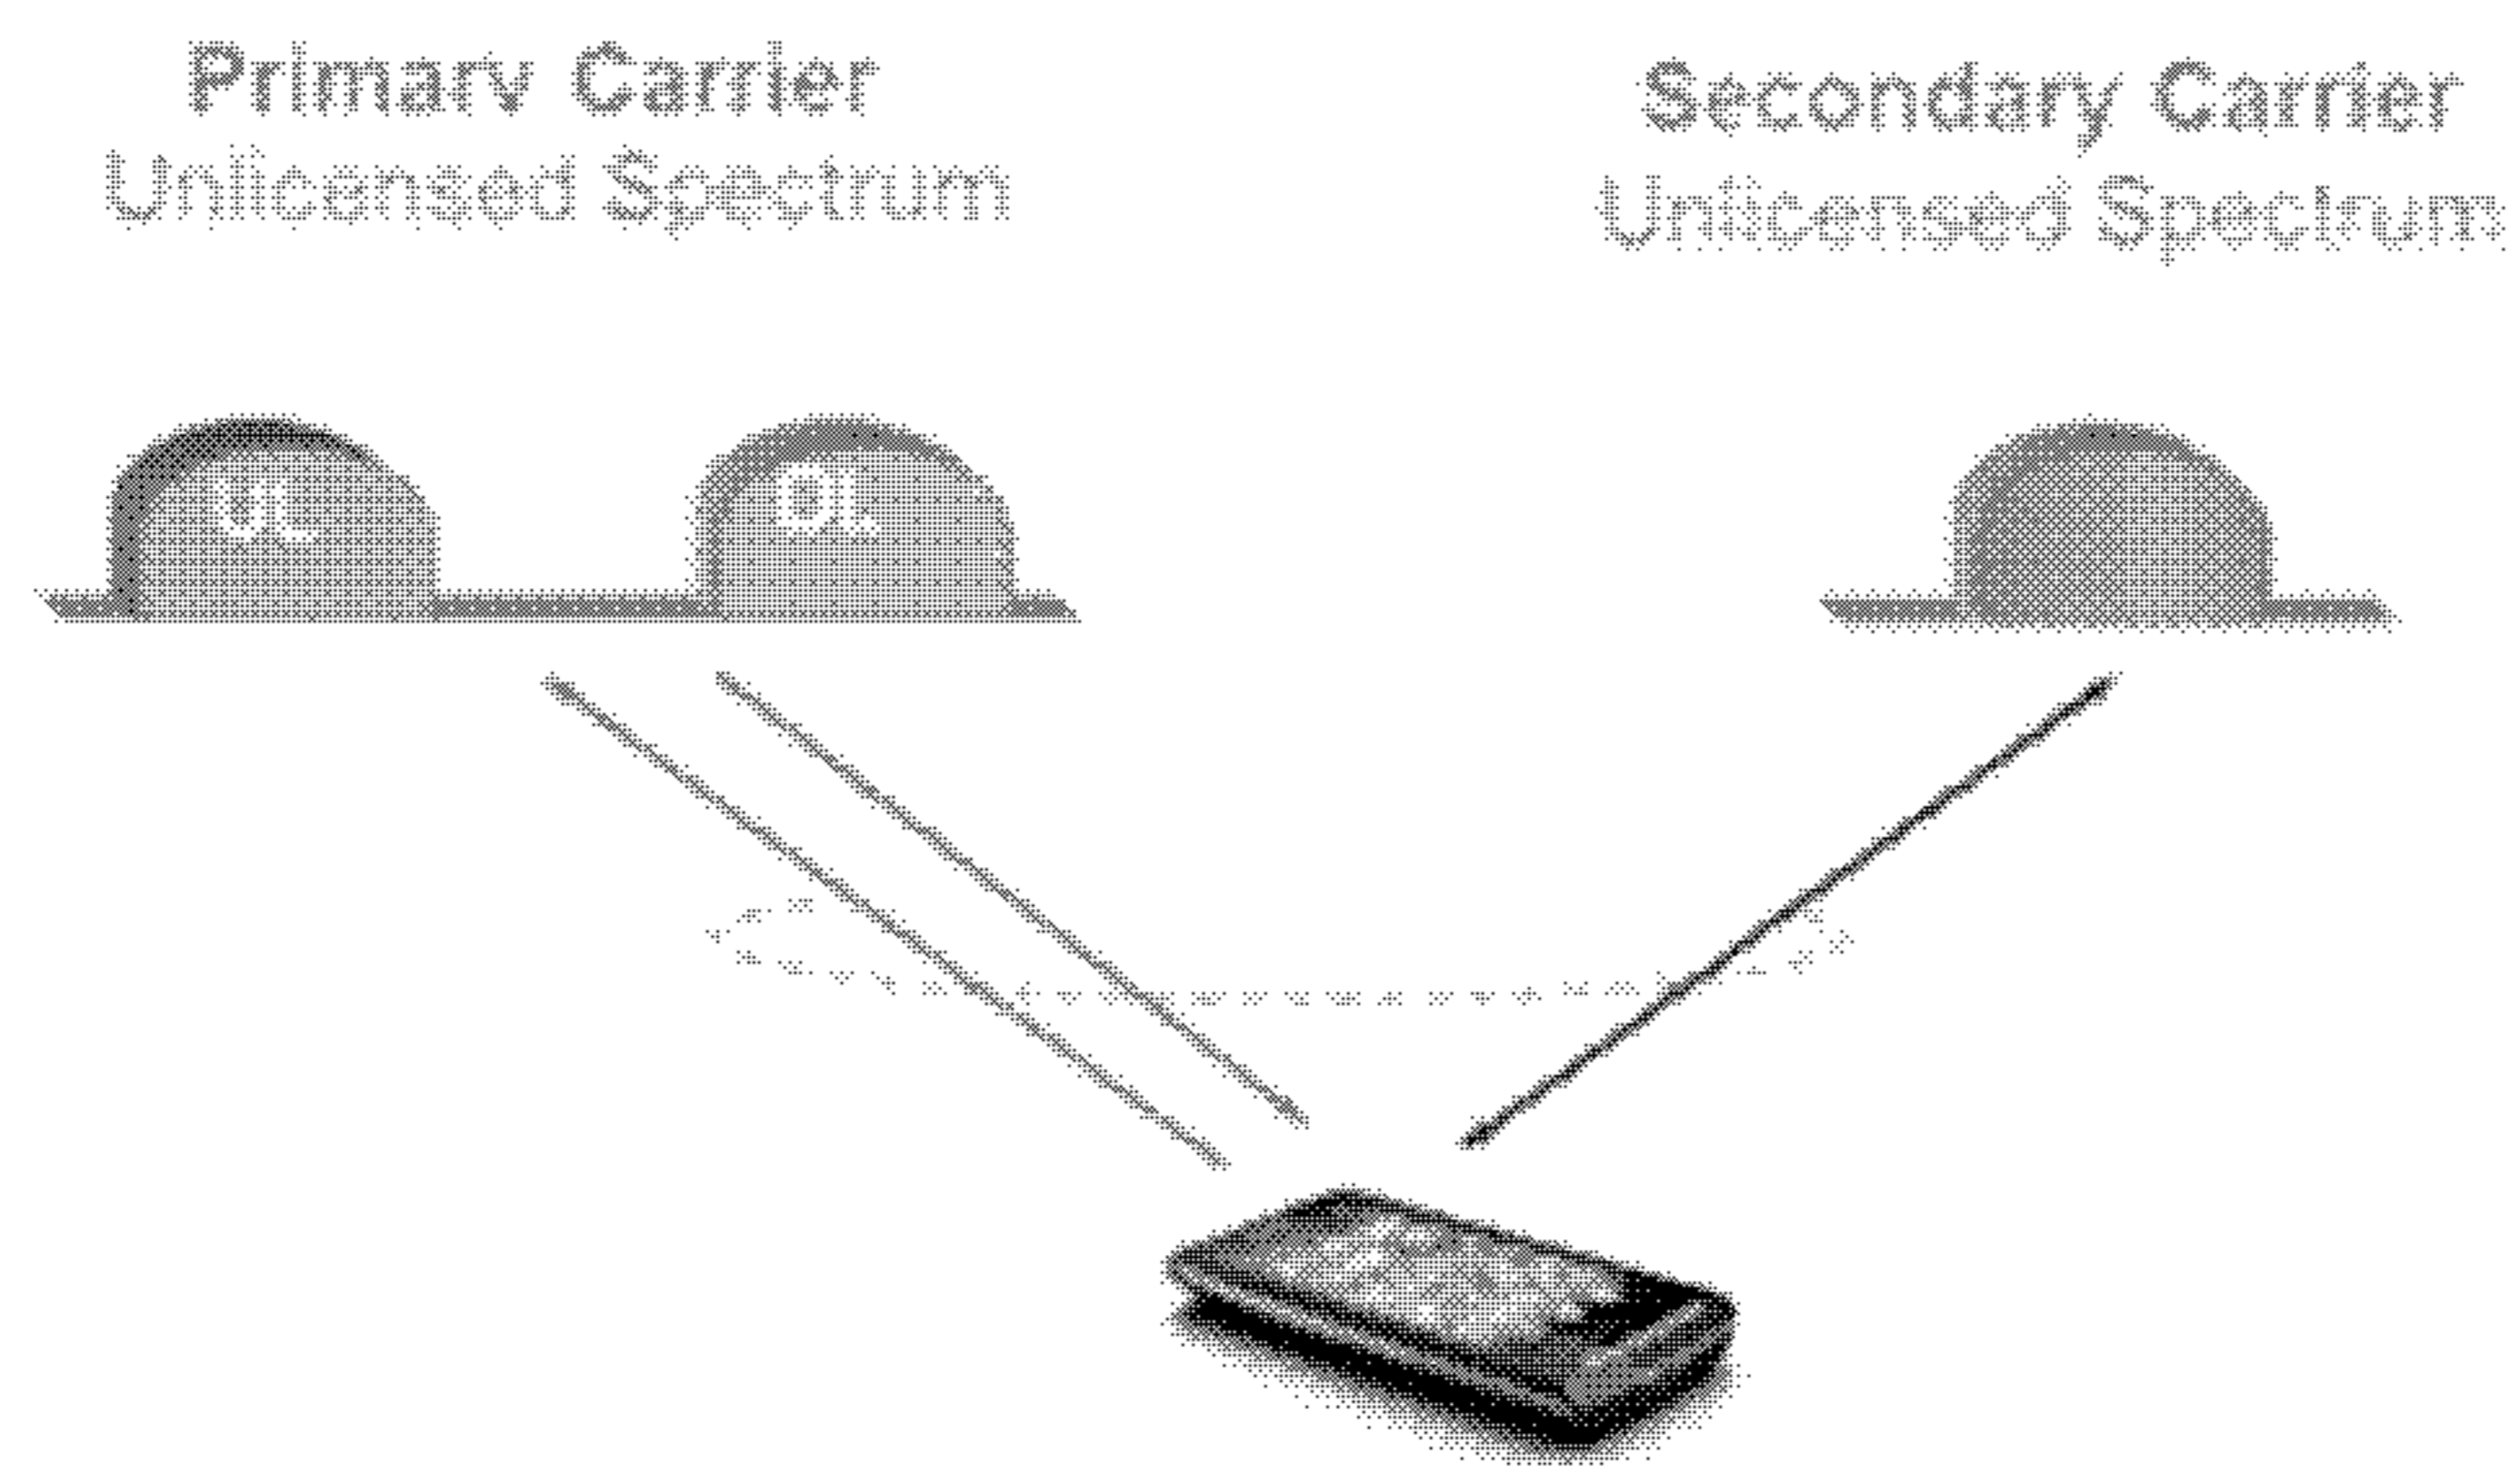 Primary Carrier
Unlicensed Spectrum
Secondary Carrier
Unlicensed Spectrum
UL
DL